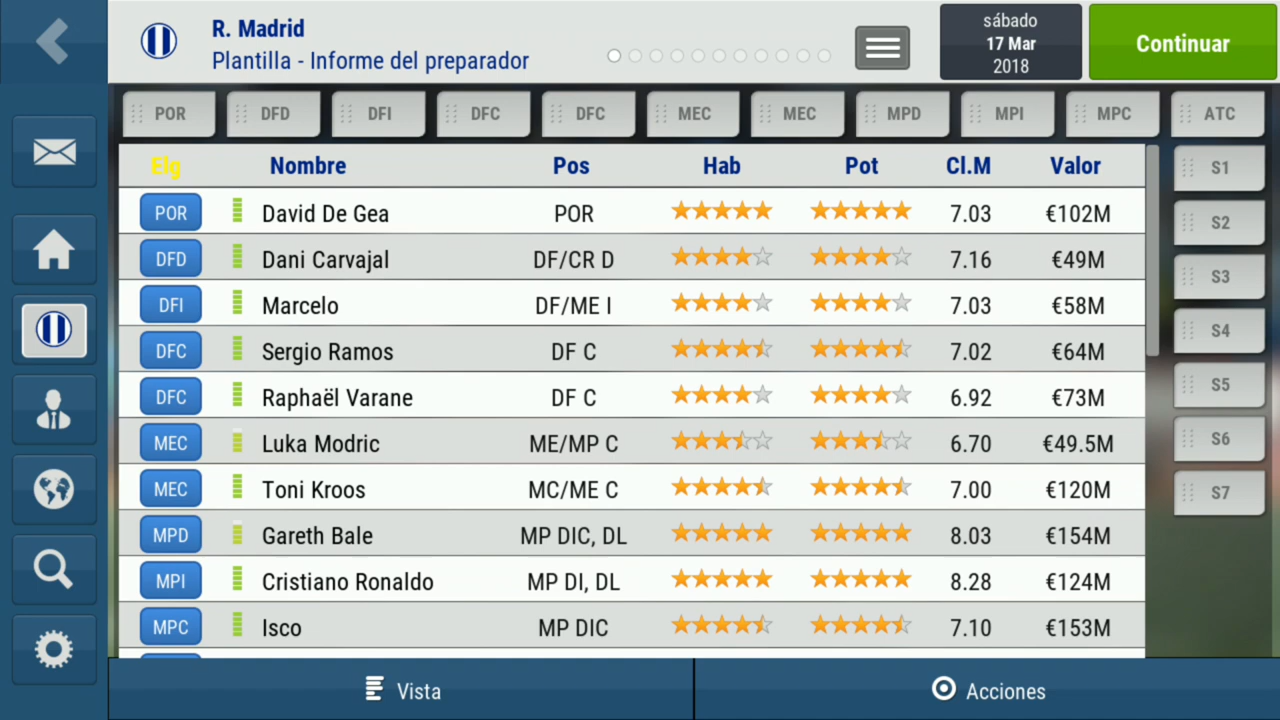 R. Madrid
Plantilla - Informe del preparador
sábado
17 Mar
2018
Continuar
POR DFD DFI DFC DFC MEC MEC MPD MPI MPC ATC
Elg Nombre Pos Hab Pot Cl.M Valor
POR David De Gea POR 7.03 €102M
DFD Dani Carvajal DF/CR D 7.16 €49M
DFI Marcelo DF/ME I 7.03 €58M
DFC Sergio Ramos DF C 7.02 €64M
DFC Raphaël Varane DF C 6.92 €73M
MEC Luka Modric ME/MP C 6.70 €49.5M
MEC Toni Kroos MC/ME C 7.00 €120M
MPD Gareth Bale MP DIC, DL 8.03 €154M
MPI Cristiano Ronaldo MP DI, DL 8.28 €124M
MPC Isco MP DIC 7.10 €153M
S1
S2
S3
S4
S5
S6
S7
Vista
Acciones